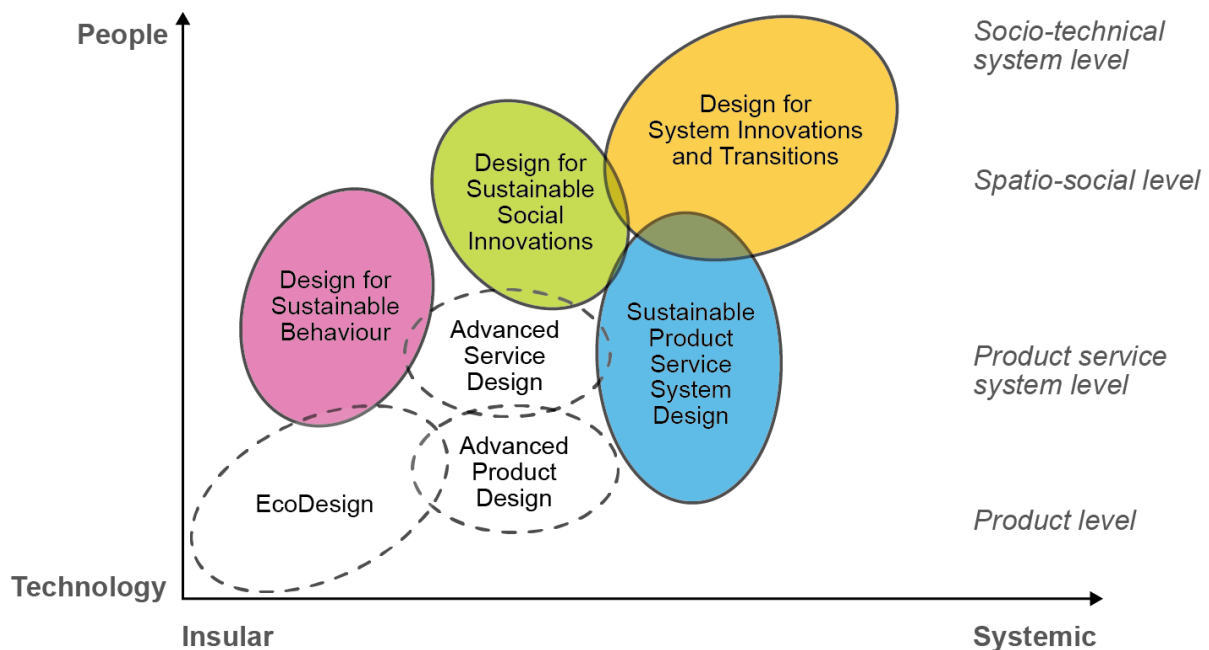 People
Socio-technical
system level
Design for
System Innovations
and Transitions
Design for
Sustainable
Social
Innovations
Spatio-social level
Design for
Sustainable
Behaviour
Advanced
Service
Design
Sustainable
Product
Service
System
Design
Product service
system level
Advanced
Product
Design
EcoDesign
Product level
Technology
Insular
Systemic